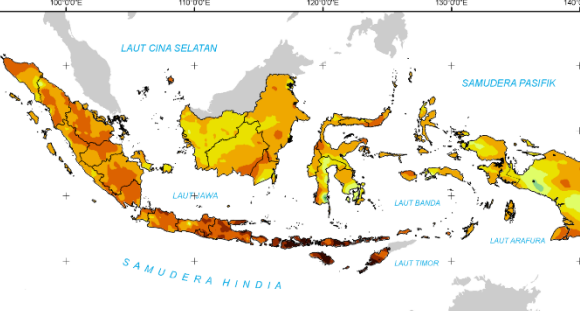 100°0'0"E 110°0'0"E 120°0'0"E 130°0'0"E 140°
LAUT CINA SELATAN
SAMUDERA PASIFIK
LAUT JAWA
LAUT BANDA
LAUT ARAFURA
LAUT TIMOR
SAMUDERA HINDIA